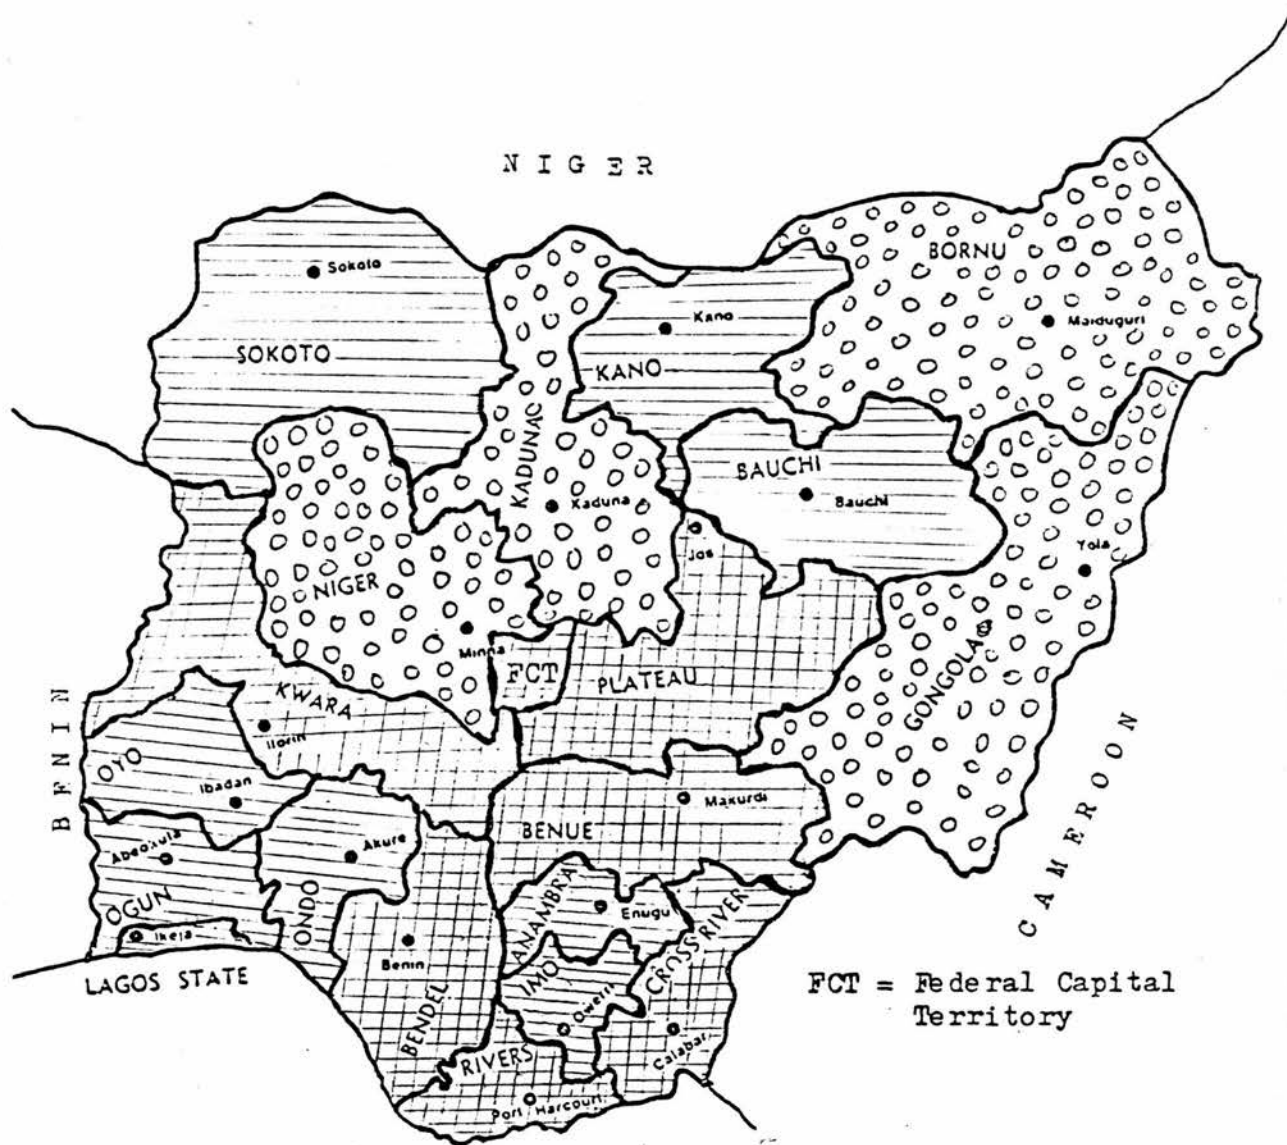 NIGER
BORNU
Sokoto
Kano
Maiduguri
SOKOTO
KANO
KADUNA
BAUCHI
Bauchi
Kaduna
Jos
Yola
NIGER
Minna
FCT
PLATEAU
GONGOLA
BENIN
KWARA
Ilorin
OYO
Ibadan
Makurdi
BENUE
CAMEROON
Abeokuta
Akure
OGUN
ONDO
ANAMBRA
Enugu
CROSS RIVER
Ikeja
Benin
IMO
LAGOS STATE
BENDEL
Owerri
Calabar
RIVERS
Port Harcourt
FCT = Federal Capital
Territory